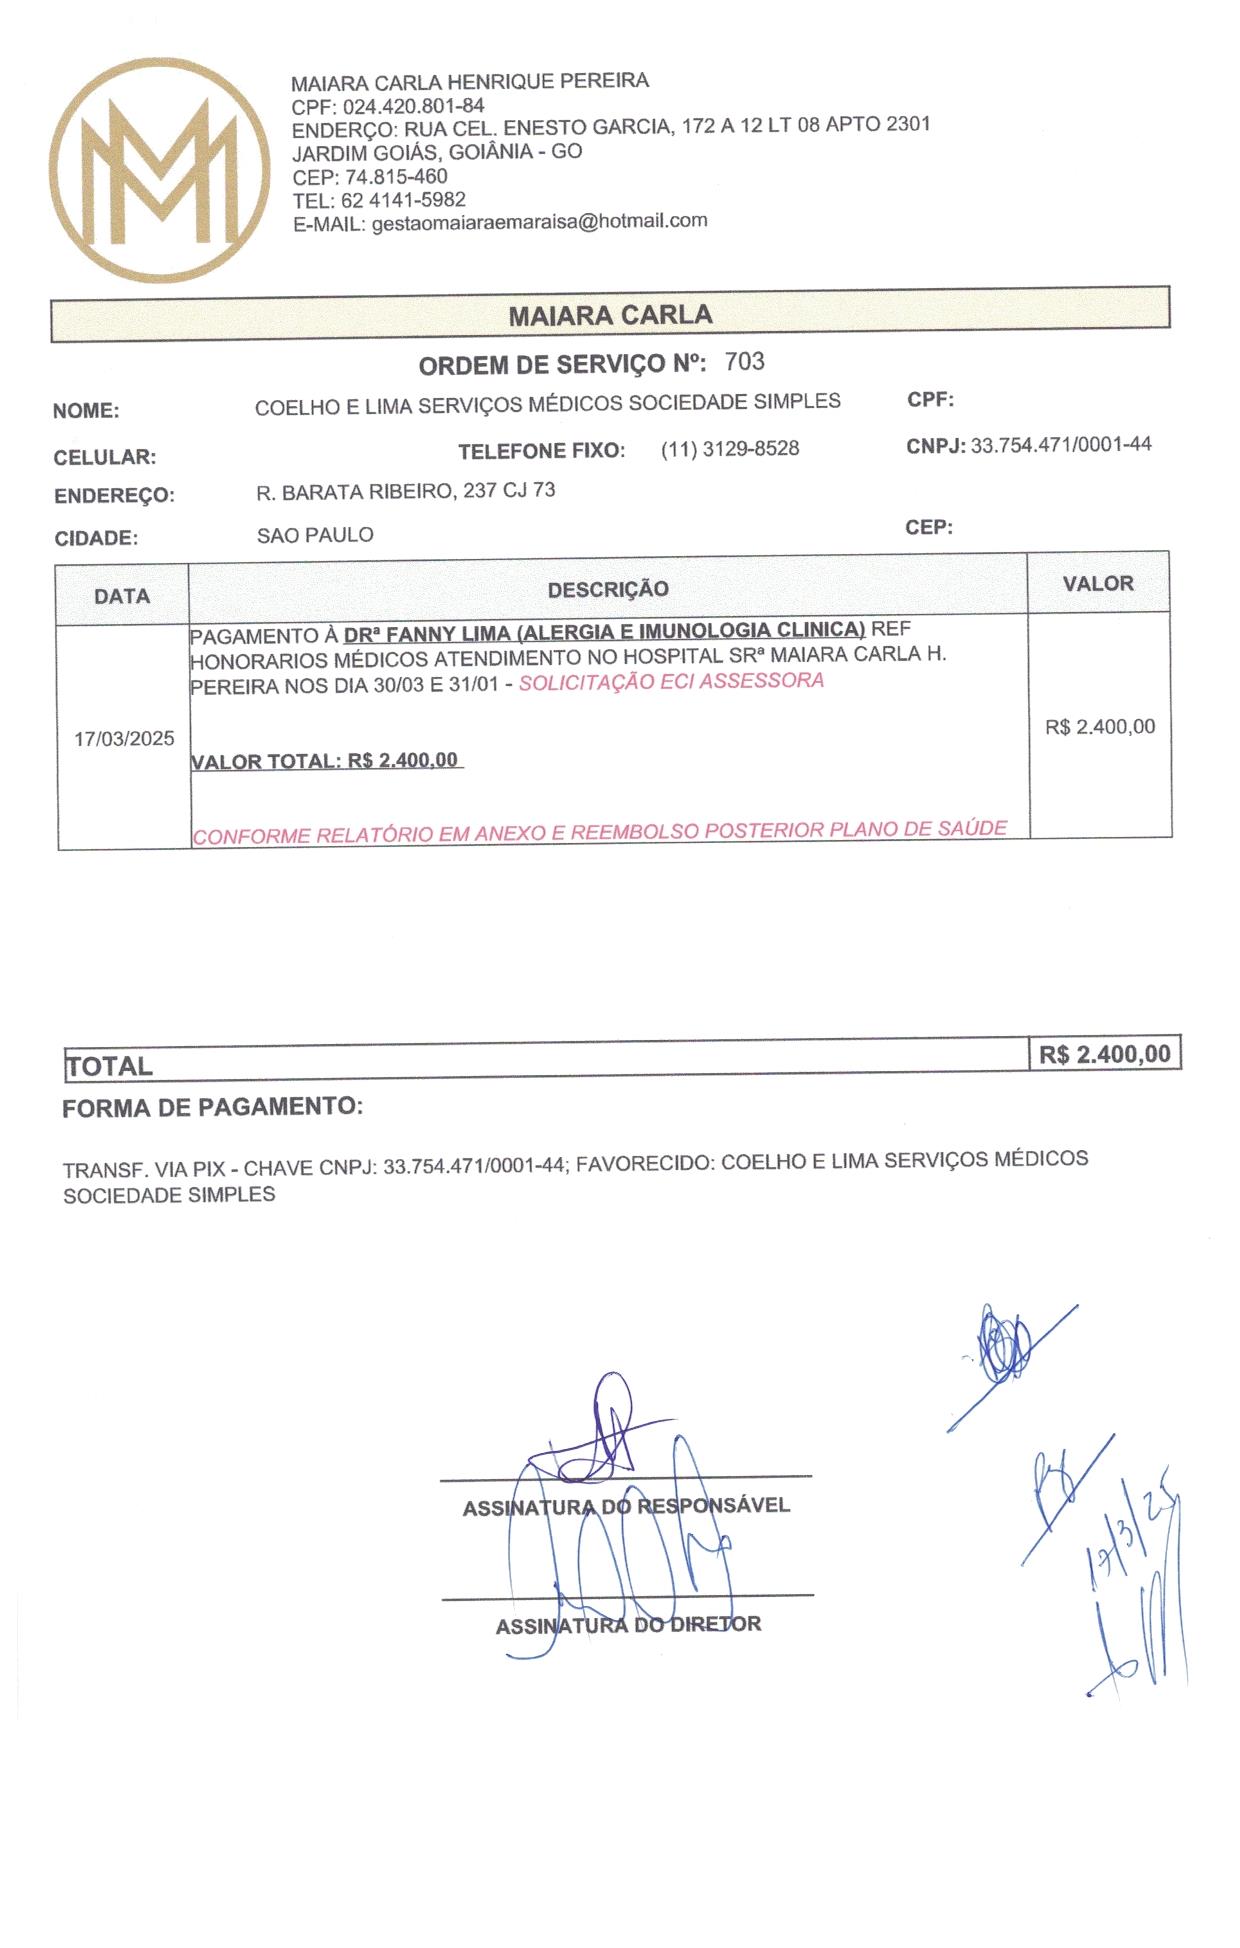 MAIARA CARLA HENRIQUE PEREIRA
CPF: 024.420.801-84
ENDERÇO: RUA CEL. ENESTO GARCIA, 172 A 12 LT 08 APTO 2301
JARDIM GOIÁS, GOIÂNIA - GO
CEP: 74.815-460
TEL: 62 4141-5982
E-MAIL: gestaomaiaraemaraisa@hotmail.com
MAIARA CARLA
ORDEM DE SERVIÇO Nº: 703
NOME: COELHO E LIMA SERVIÇOS MÉDICOS SOCIEDADE SIMPLES CPF:
CELULAR: TELEFONE FIXO: (11) 3129-8528 CNPJ: 33.754.471/0001-44
ENDEREÇO: R. BARATA RIBEIRO, 237 CJ 73
CIDADE: SAO PAULO CEP:
DATA DESCRIÇÃO VALOR
PAGAMENTO À DRª FANNY LIMA (ALERGIA E IMUNOLOGIA CLINICA) REF
HONORARIOS MÉDICOS ATENDIMENTO NO HOSPITAL SRª MAIARA CARLA H.
PEREIRA NOS DIA 30/03 E 31/01 - SOLICITAÇÃO ECI ASSESSORA
17/03/2025 R$ 2.400,00
VALOR TOTAL: R$ 2.400,00
CONFORME RELATÓRIO EM ANEXO E REEMBOLSO POSTERIOR PLANO DE SAÚDE
TOTAL R$ 2.400,00
FORMA DE PAGAMENTO:
TRANSF. VIA PIX - CHAVE CNPJ: 33.754.471/0001-44; FAVORECIDO: COELHO E LIMA SERVIÇOS MÉDICOS
SOCIEDADE SIMPLES
ASSINATURA DO RESPONSÁVEL
17/3/25
ASSINATURA DO DIRETOR